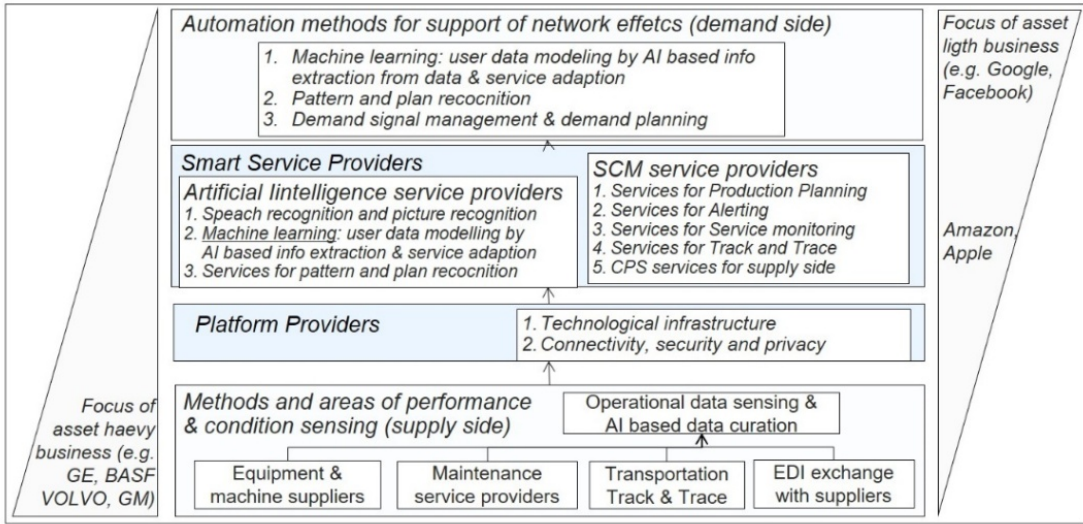 Automation methods for support of network effetcs (demand side)
1. Machine learning: user data modeling by AI based info
extraction from data & service adaption
2. Pattern and plan recocnition
3. Demand signal management & demand planning
Focus of asset
ligth business
(e.g. Google,
Facebook)
Smart Service Providers
Artificial Iintelligence service providers
1. Speach recognition and picture recognition
2. Machine learning: user data modelling by
AI based info extraction & service adaption
3. Services for pattern and plan recocnition
SCM service providers
1. Services for Production Planning
2. Services for Alerting
3. Services for Service monitoring
4. Services for Track and Trace
5. CPS services for supply side
Amazon,
Apple
Platform Providers
1. Technological infrastructure
2. Connectivity, security and privacy
Focus of
asset haevy
business (e.g.
GE, BASF
VOLVO, GM)
Methods and areas of performance
& condition sensing (supply side)
Operational data sensing &
AI based data curation
Equipment &
machine suppliers
Maintenance
service providers
Transportation
Track & Trace
EDI exchange
with suppliers